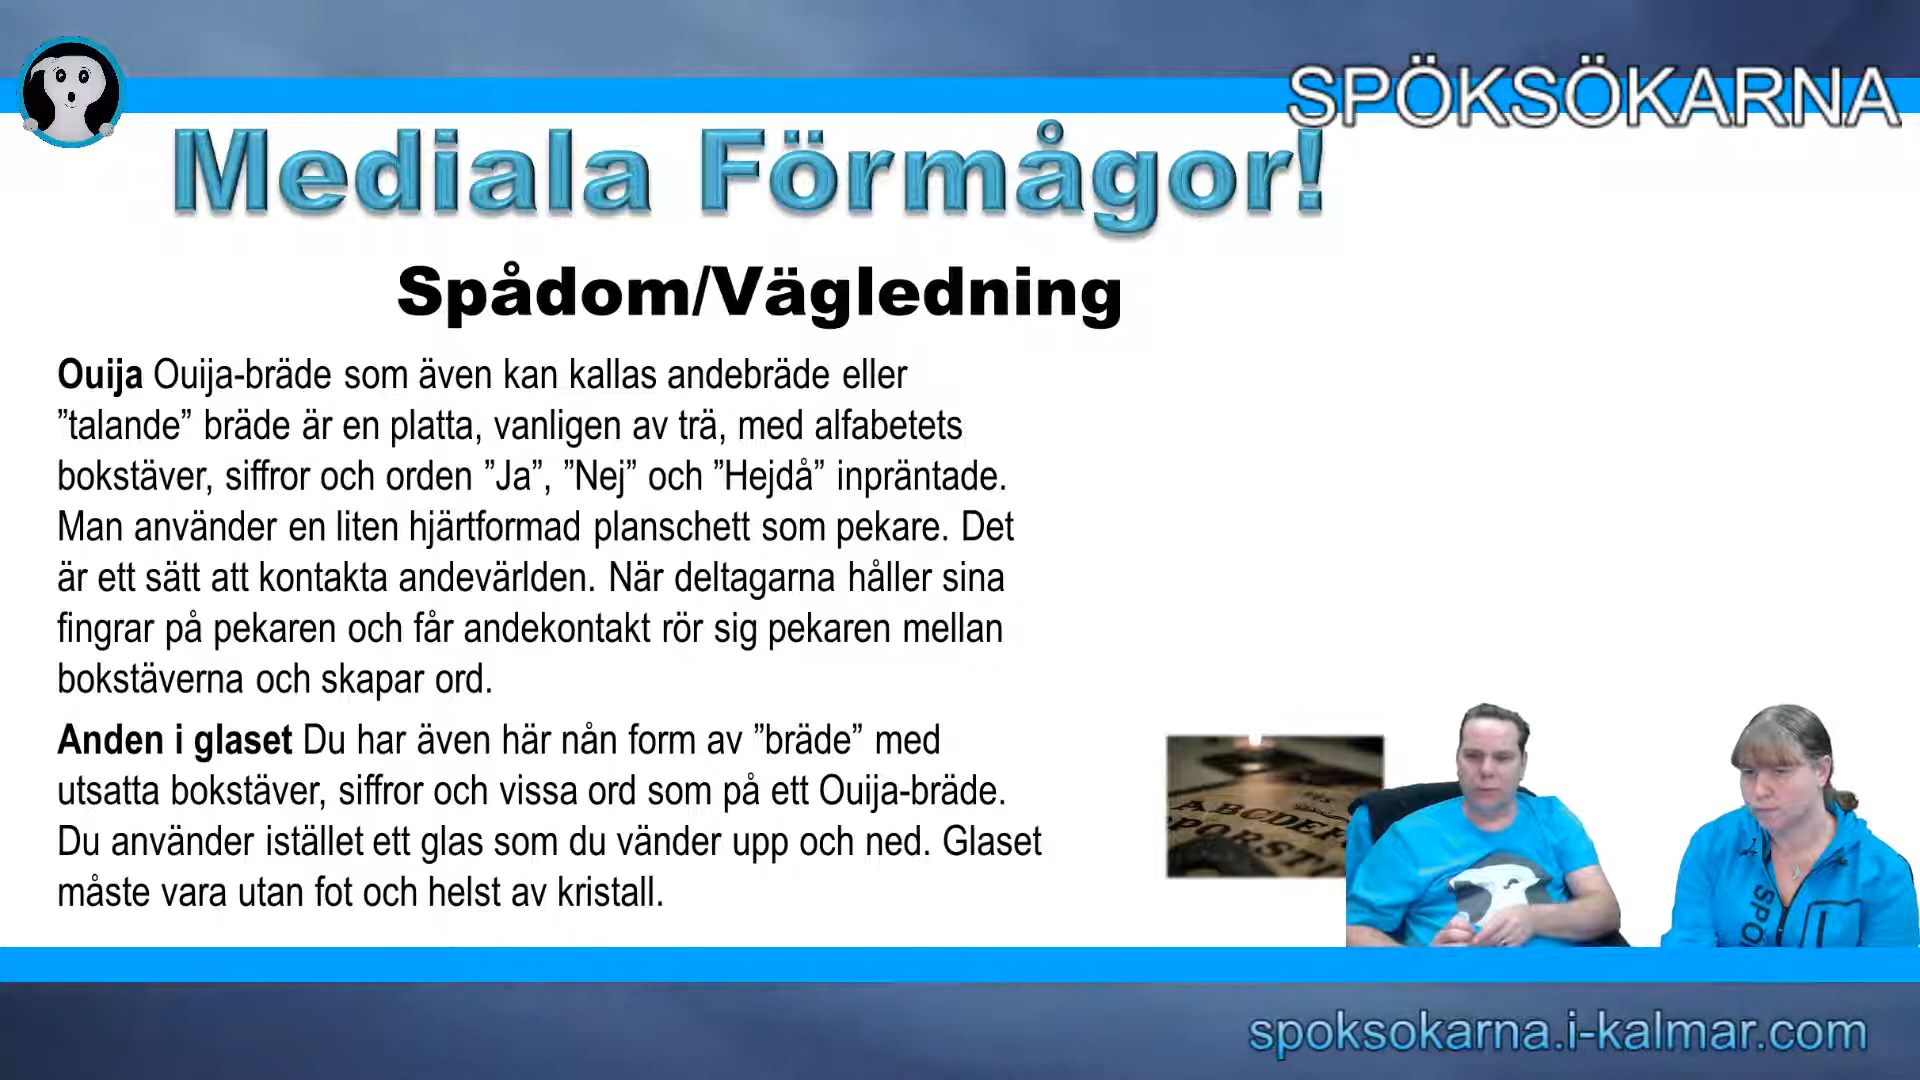 SPÖKSÖKARNA
Mediala Förmågor!
Spådom/Vägledning
Ouija Ouija-bräde som även kan kallas andebräde eller
”talande” bräde är en platta, vanligen av trä, med alfabetets
bokstäver, siffror och orden ”Ja”, ”Nej” och ”Hejdå” inpräntade.
Man använder en liten hjärtformad planschett som pekare. Det
är ett sätt att kontakta andevärlden. När deltagarna håller sina
fingrar på pekaren och får andekontakt rör sig pekaren mellan
bokstäverna och skapar ord.
Anden i glaset Du har även här nån form av ”bräde” med
utsatta bokstäver, siffror och vissa ord som på ett Ouija-bräde.
Du använder istället ett glas som du vänder upp och ned. Glaset
måste vara utan fot och helst av kristall.
ABCDEF
PQRST
SPÖ
spoksokarna.i-kalmar.com